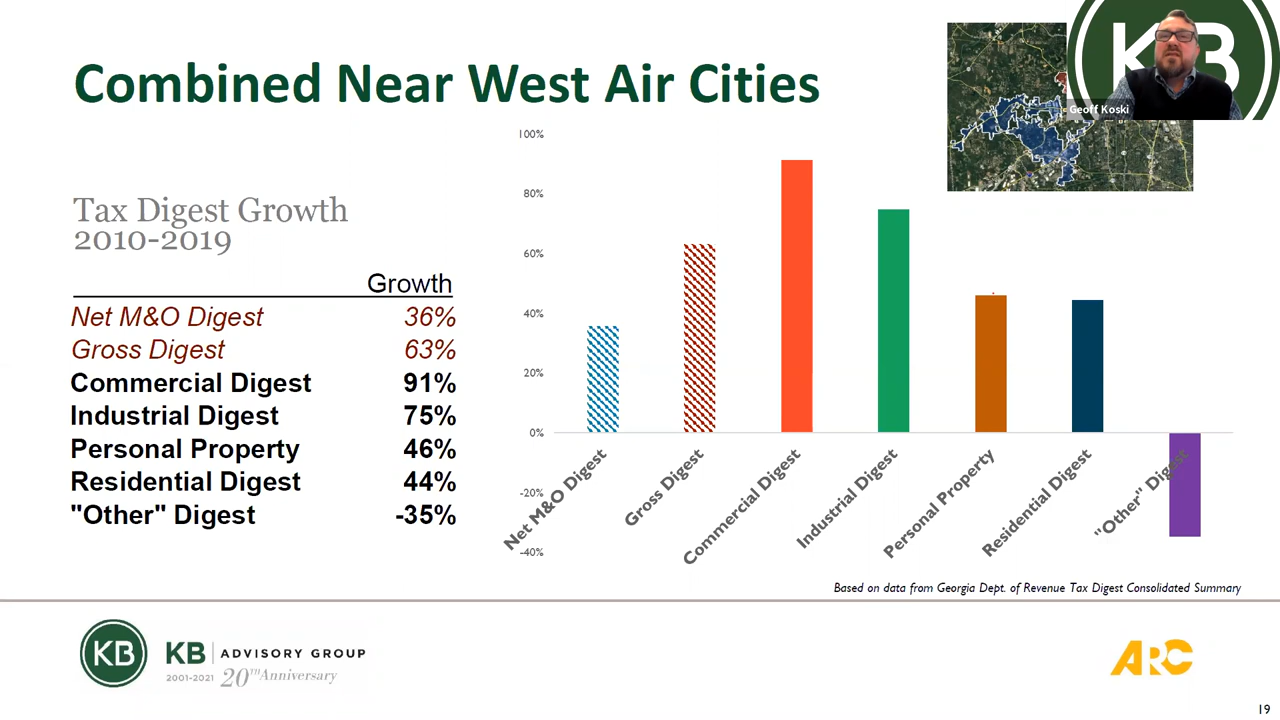 Combined Near West Air Cities
KB
Geoff Koski
Tax Digest Growth
2010-2019
Growth
Net M&O Digest 36%
Gross Digest 63%
Commercial Digest 91%
Industrial Digest 75%
Personal Property 46%
Residential Digest 44%
"Other" Digest -35%
100%
80%
60%
40%
20%
0%
-20%
-40%
Net M&O Digest
Gross Digest
Commercial Digest
Industrial Digest
Personal Property
Residential Digest
"Other" Digest
Based on data from Georgia Dept. of Revenue Tax Digest Consolidated Summary
KB
KB ADVISORY GROUP
2001-2021 20th Anniversary
ARC
19